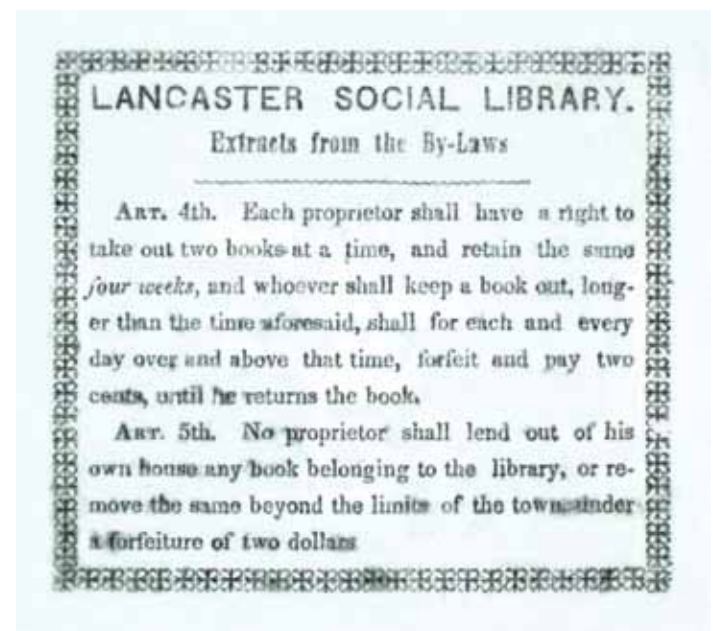 LANCASTER SOCIAL LIBRARY.
Extracts from the By-Laws
ART. 4th. Each proprietor shall have a right to
take out two books at a time, and retain the same
four weeks, and whoever shall keep a book out, long-
er than the time aforesaid, shall for each and every
day over and above that time, forfeit and pay two
cents, until he returns the book.
ART. 5th. No proprietor shall lend out of his
own house any book belonging to the library, or re-
move the same beyond the limits of the town under
a forfeiture of two dollars